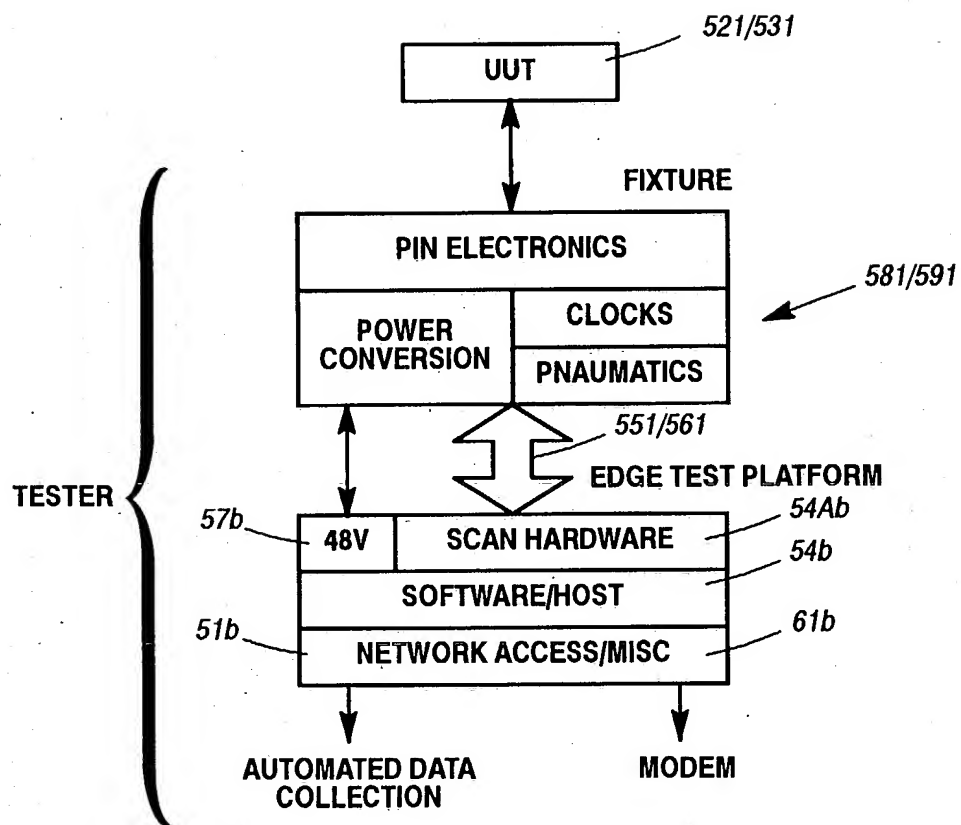 521/531
UUT
FIXTURE
PIN ELECTRONICS
581/591
POWER
CONVERSION
CLOCKS
PNAUMATICS
551/561
EDGE TEST PLATFORM
TESTER
57b
54Ab
48V
SCAN HARDWARE
54b
SOFTWARE/HOST
51b
61b
NETWORK ACCESS/MISC
AUTOMATED DATA
COLLECTION
MODEM